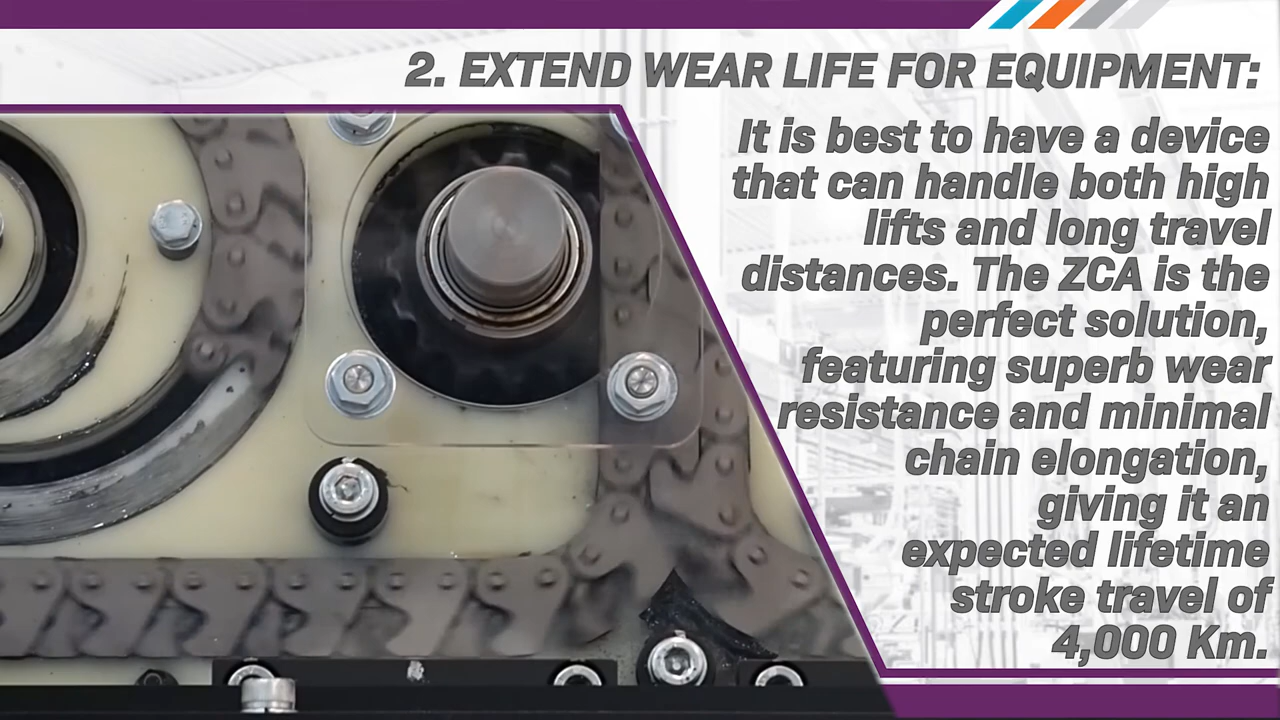 2. EXTEND WEAR LIFE FOR EQUIPMENT:
It is best to have a device
that can handle both high
lifts and long travel
distances. The ZCA is the
perfect solution,
featuring superb wear
resistance and minimal
chain elongation,
giving it an
expected lifetime
stroke travel of
4,000 Km.